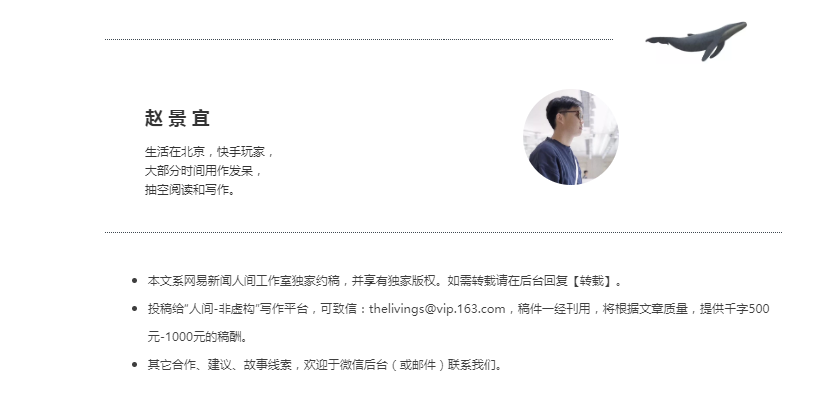 赵景宜
生活在北京，快手玩家，
大部分时间用作发呆，
抽空阅读和写作。
本文系网易新闻人间工作室独家约稿，并享有独家版权。如需转载请在后台回复【转载】。
投稿给“人间-非虚构”写作平台，可致信：thelivings@vip.163.com，稿件一经刊用，将根据文章质量，提供千字500
元-1000元的稿酬。
其它合作、建议、故事线索，欢迎于微信后台（或邮件）联系我们。